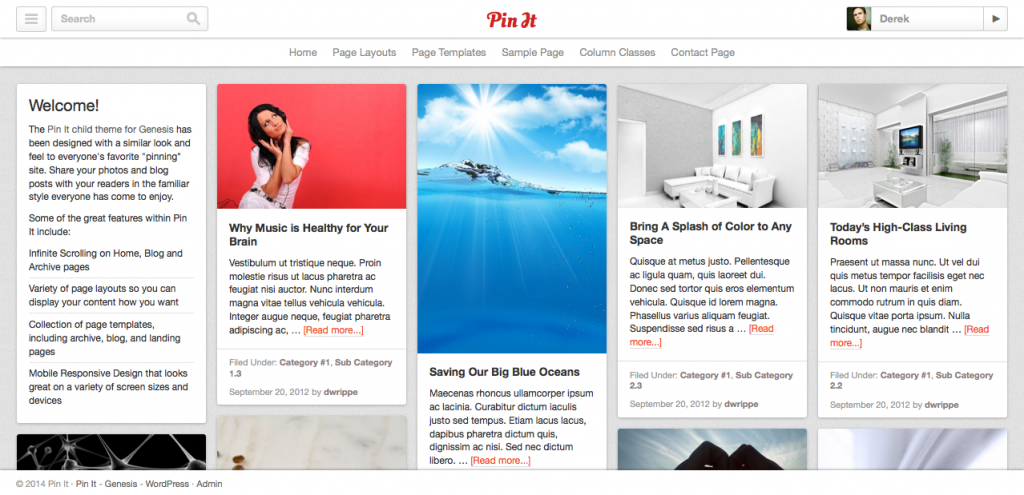 Search
Pin It
Derek
Home
Page Layouts
Page Templates
Sample Page
Column Classes
Contact Page
Welcome!
The Pin It child theme for Genesis has
been designed with a similar look and
feel to everyone's favorite "pinning"
site. Share your photos and blog
posts with your readers in the familiar
style everyone has come to enjoy.
Some of the great features within Pin
It include:
Infinite Scrolling on Home, Blog and
Archive pages
Variety of page layouts so you can
display your content how you want
Collection of page templates,
including archive, blog, and landing
pages
Mobile Responsive Design that looks
great on a variety of screen sizes and
devices
Why Music is Healthy for Your
Brain
Vestibulum ut tristique neque. Proin
molestie risus ut lacus pharetra ac
feugiat nisi auctor. Nunc interdum
magna vitae tellus vehicula vehicula.
Integer augue neque, feugiat pharetra
adipiscing ac, ... [Read more...]
Filed Under: Category #1, Sub Category
1.3
September 20, 2012 by dwrippe
Saving Our Big Blue Oceans
Maecenas rhoncus ullamcorper ipsum
ac lacinia. Curabitur dictum iaculis
justo sed tempus. Etiam lacus lacus,
dapibus pharetra dictum quis,
dignissim ac nisi. Sed nec dictum
libero. ... [Read more...]
Bring A Splash of Color to Any
Space
Quisque at metus justo. Pellentesque
ac ligula quam, quis laoreet dui.
Donec sed tortor quis eros elementum
vehicula. Quisque id lorem magna.
Phasellus varius aliquam feugiat.
Suspendisse sed risus a ... [Read
more...]
Filed Under: Category #1, Sub Category
2.3
September 20, 2012 by dwrippe
Today's High-Class Living
Rooms
Praesent ut massa nunc. Ut vel dui
quis metus tempor facilisis eget nec
lacus. Ut non mauris et enim
commodo rutrum in quis diam.
Quisque vitae porta ipsum. Nulla
tincidunt, augue nec blandit ... [Read
more...]
Filed Under: Category #1, Sub Category
2.2
September 20, 2012 by dwrippe
© 2014 Pin It · Pin It - Genesis - WordPress · Admin